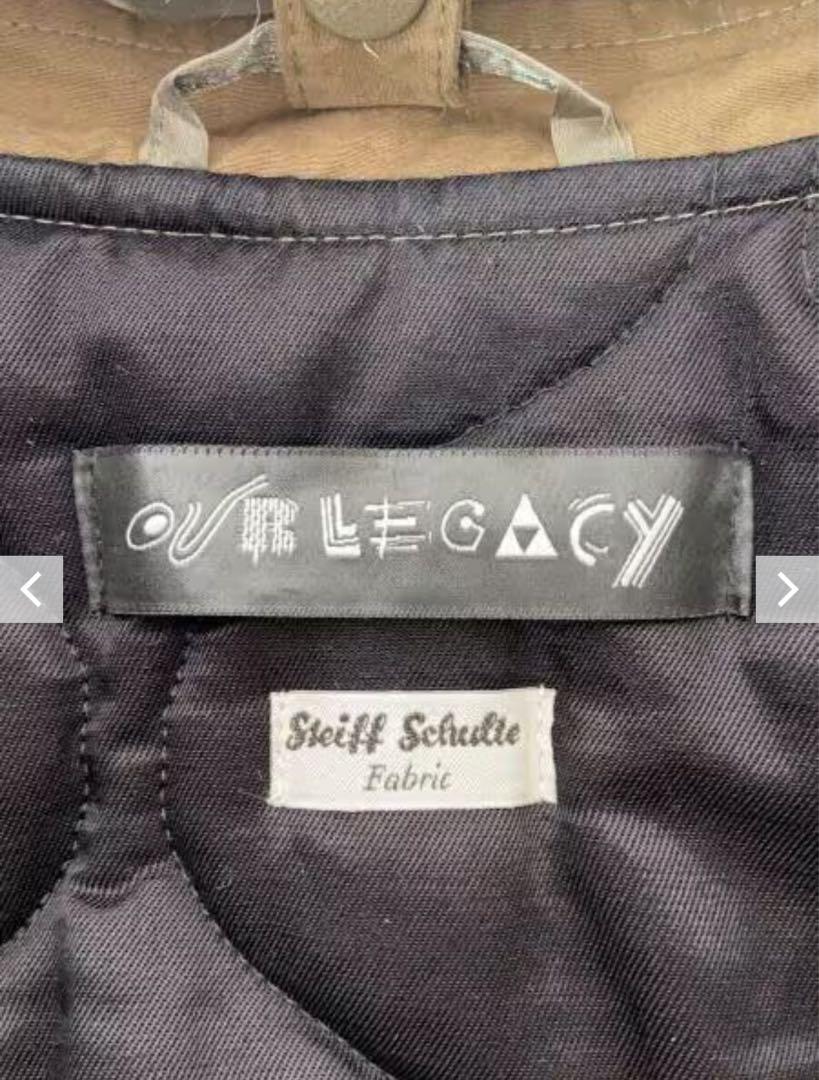 OUR LEGACY
Steiff Schulte
Fabric